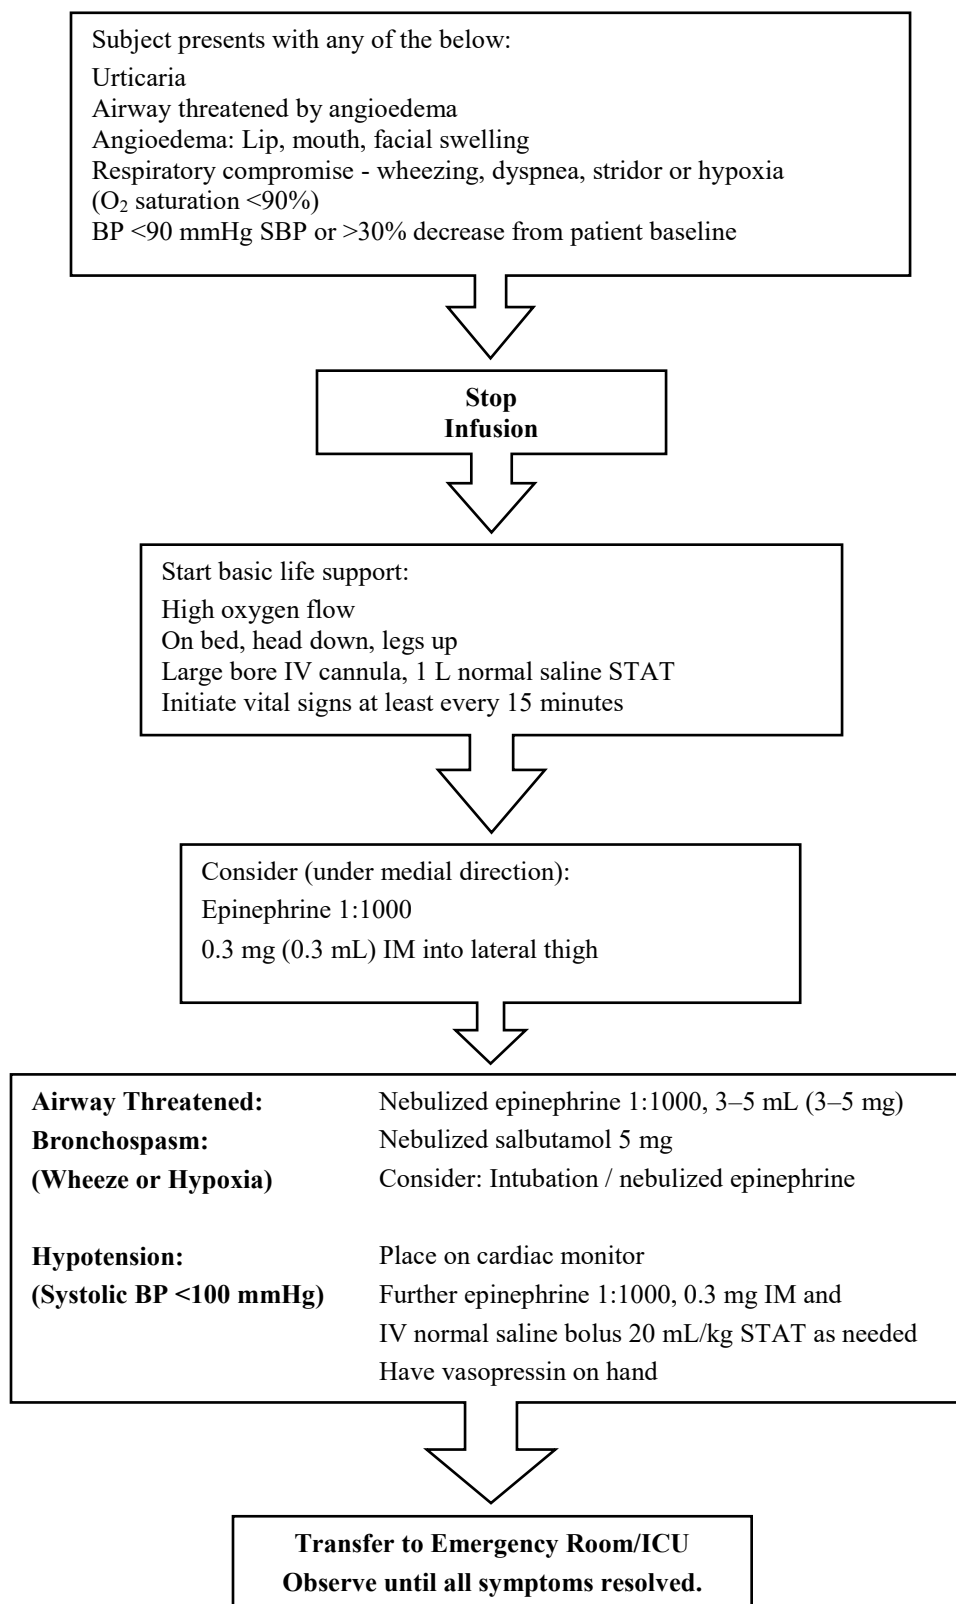 Subject presents with any of the below:
Urticaria
Airway threatened by angioedema
Angioedema: Lip, mouth, facial swelling
Respiratory compromise - wheezing, dyspnea, stridor or hypoxia
(O₂ saturation <90%)
BP <90 mmHg SBP or >30% decrease from patient baseline
Stop
Infusion
Start basic life support:
High oxygen flow
On bed, head down, legs up
Large bore IV cannula, 1 L normal saline STAT
Initiate vital signs at least every 15 minutes
Consider (under medial direction):
Epinephrine 1:1000
0.3 mg (0.3 mL) IM into lateral thigh
Airway Threatened: Nebulized epinephrine 1:1000, 3–5 mL (3–5 mg)
Bronchospasm: Nebulized salbutamol 5 mg
(Wheeze or Hypoxia) Consider: Intubation / nebulized epinephrine
Hypotension: Place on cardiac monitor
(Systolic BP <100 mmHg) Further epinephrine 1:1000, 0.3 mg IM and
IV normal saline bolus 20 mL/kg STAT as needed
Have vasopressin on hand
Transfer to Emergency Room/ICU
Observe until all symptoms resolved.